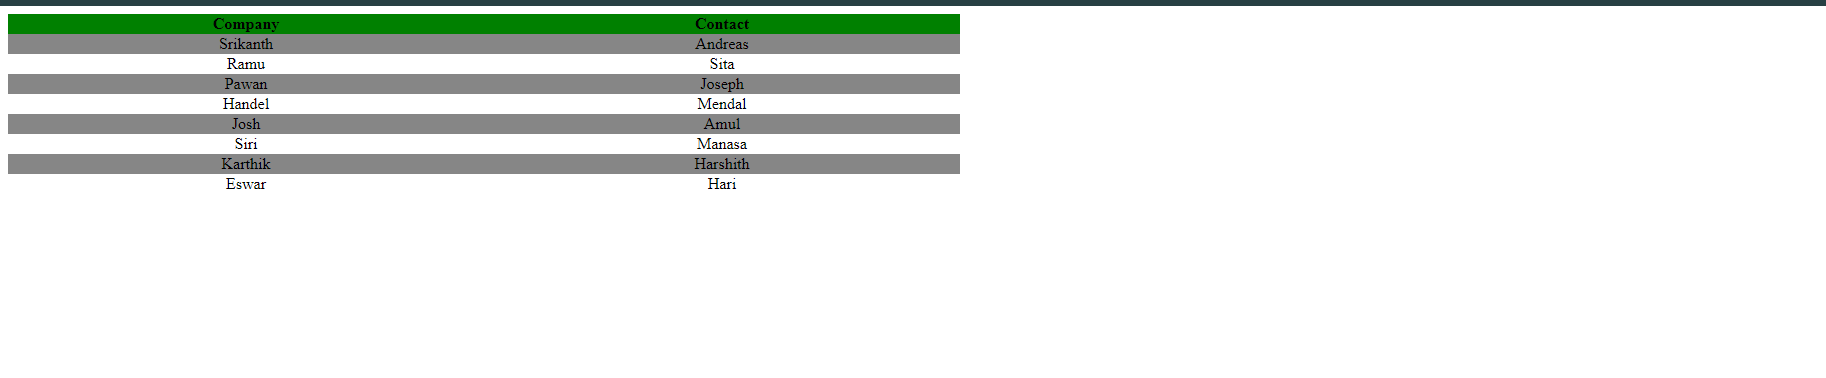 Company Contact
Srikanth Andreas
Ramu Sita
Pawan Joseph
Handel Mendal
Josh Amul
Siri Manasa
Karthik Harshith
Eswar Hari